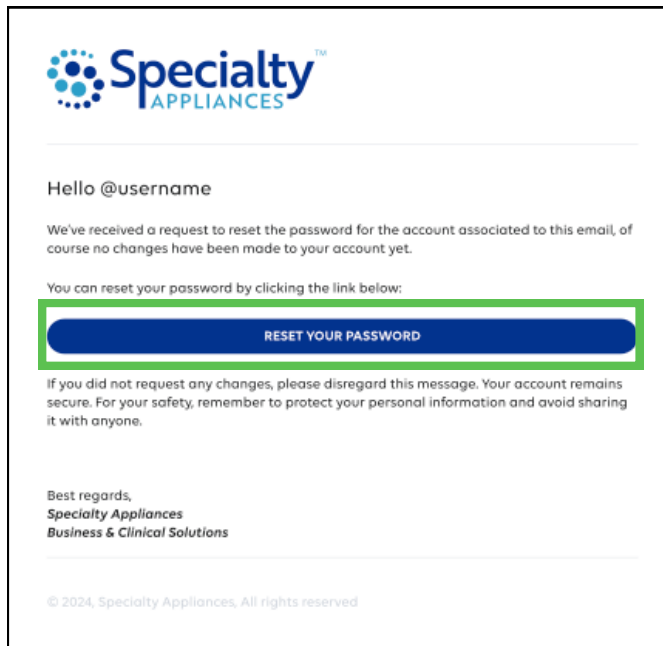 Specialty™
APPLIANCES
Hello @username
We've received a request to reset the password for the account associated to this email, of
course no changes have been made to your account yet.
You can reset your password by clicking the link below:
RESET YOUR PASSWORD
If you did not request any changes, please disregard this message. Your account remains
secure. For your safety, remember to protect your personal information and avoid sharing
it with anyone.
Best regards,
Specialty Appliances
Business & Clinical Solutions
© 2024, Specialty Appliances, All rights reserved